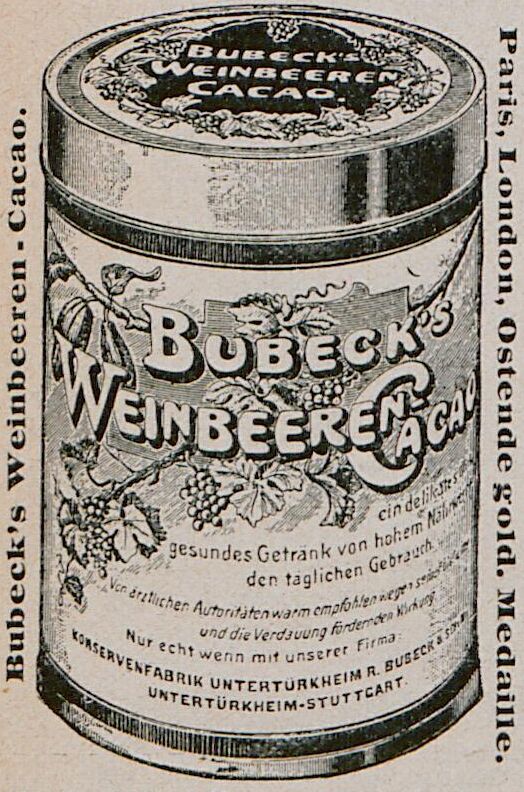 Bubeck's Weinbeeren-Cacao.
BUBECK'S
WEINBEEREN
CACAO.
BUBECK'S
WEINBEEREN-
CACAO
ein delikates
gesundes Getränk von hohem Nährwert
den täglichen Gebrauch.
Von ärztlichen Autoritäten warm empfohlen wegen
und die Verdauung fördernden Wirkung
Nur echt wenn mit unserer Firma:
KONSERVENFABRIK UNTERTÜRKHEIM R. BUBECK &
UNTERTÜRKHEIM-STUTTGART.
Paris, London, Ostende gold. Medaille.